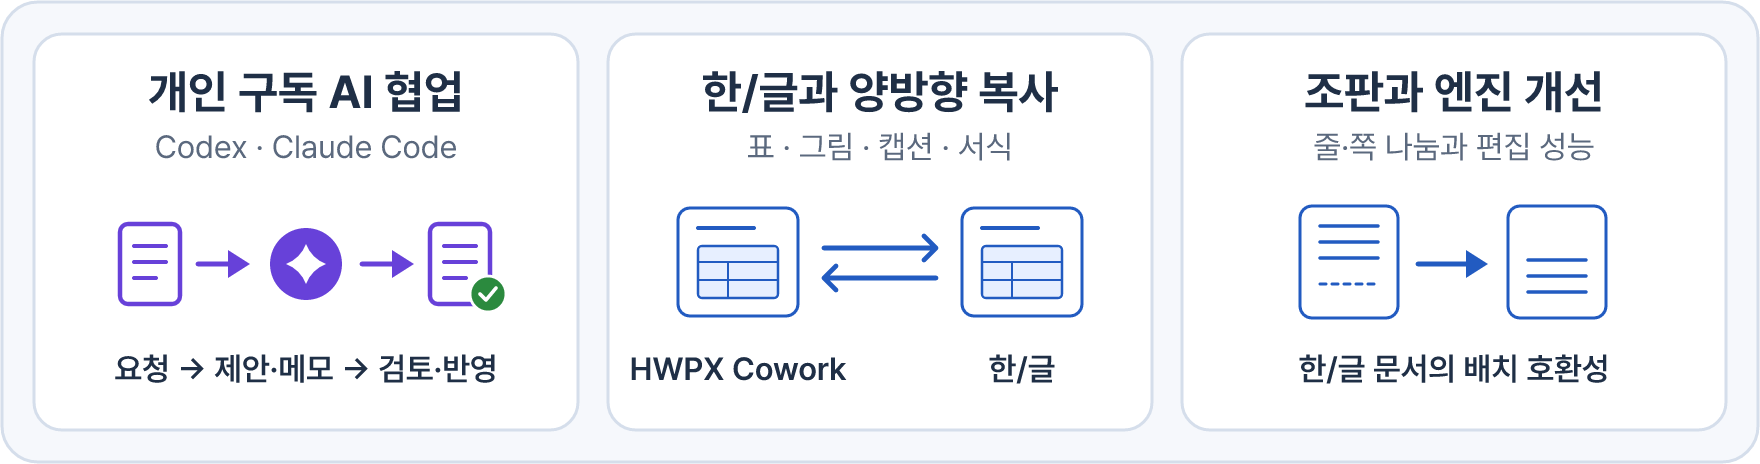 개인 구독 AI 협업
Codex · Claude Code
요청 → 제안·메모 → 검토·반영
한/글과 양방향 복사
표 · 그림 · 캡션 · 서식
HWPX Cowork
한/글
조판과 엔진 개선
줄·쪽 나눔과 편집 성능
한/글 문서의 배치 호환성